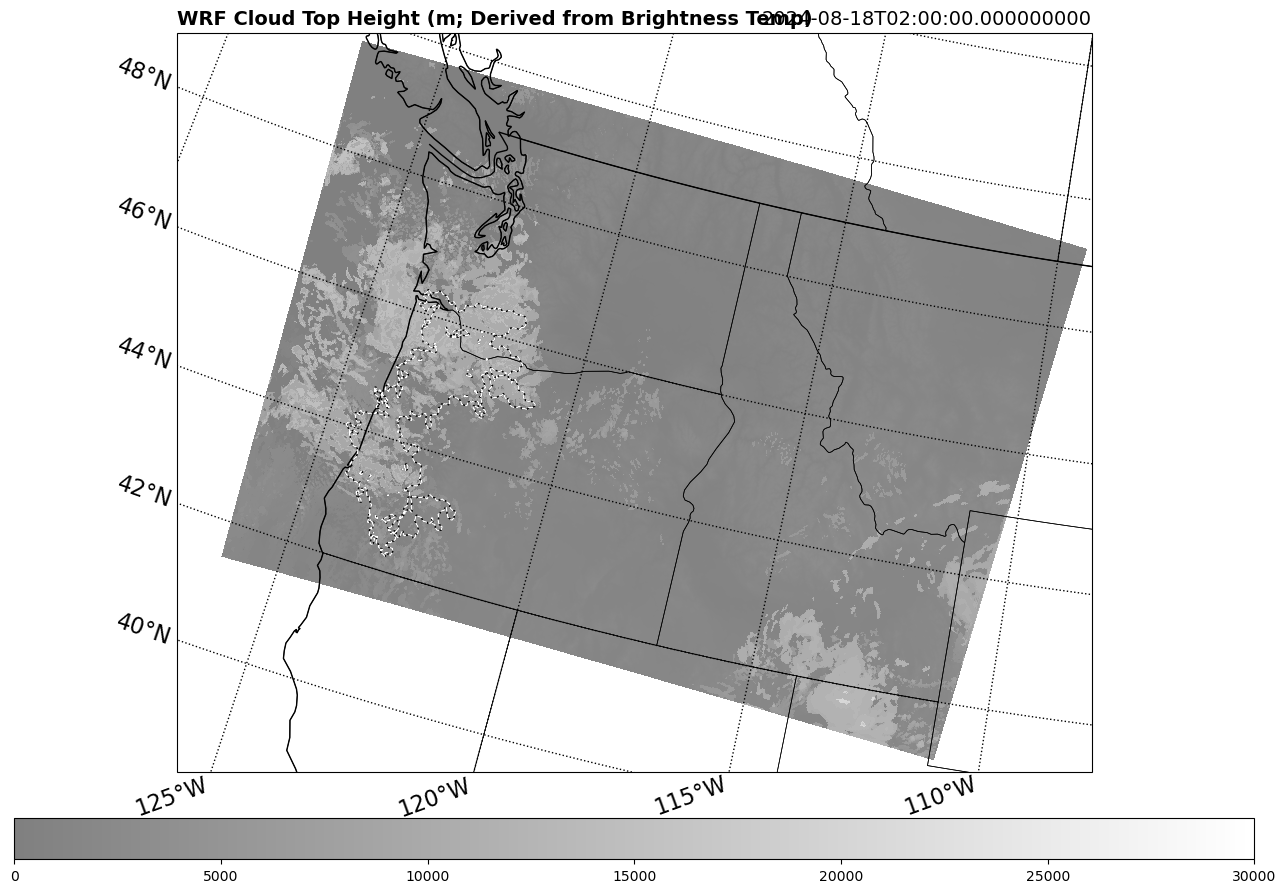 WRF Cloud Top Height (m; Derived from Brightness Temp)
2024-08-18T02:00:00.000000000
48°N
46°N
44°N
42°N
40°N
125°W
120°W
115°W
110°W
0
5000
10000
15000
20000
25000
30000